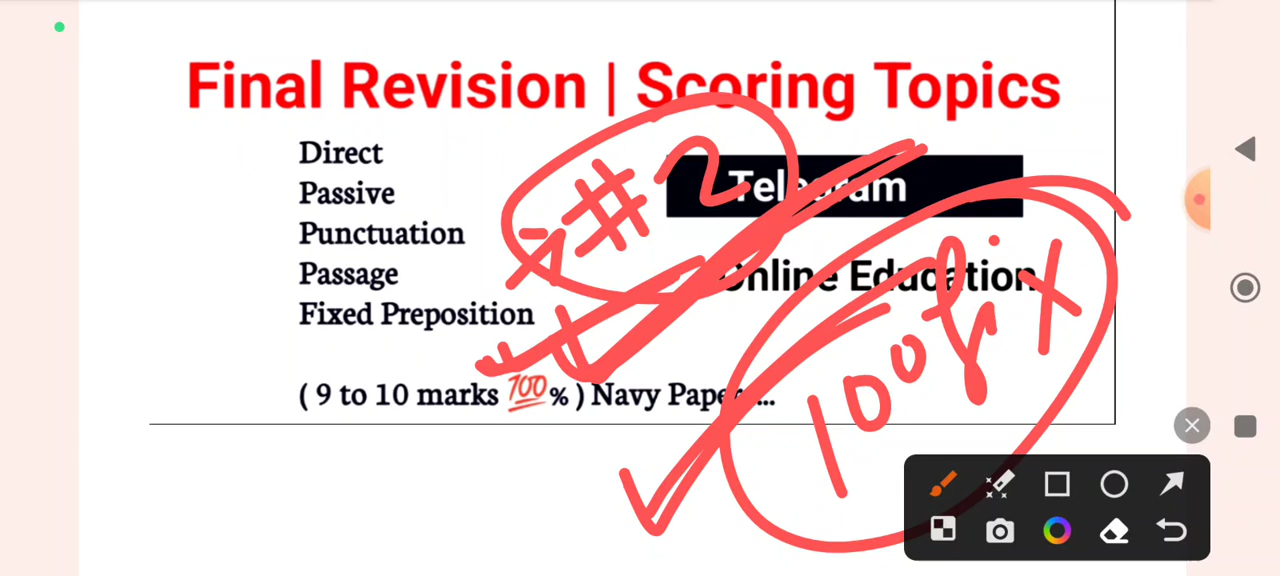 Final Revision | Scoring Topics
Direct
Passive
Telegram
Punctuation
Passage
Online Education
Fixed Preposition
#2
100 fix
( 9 to 10 marks 💯% ) Navy Paper...